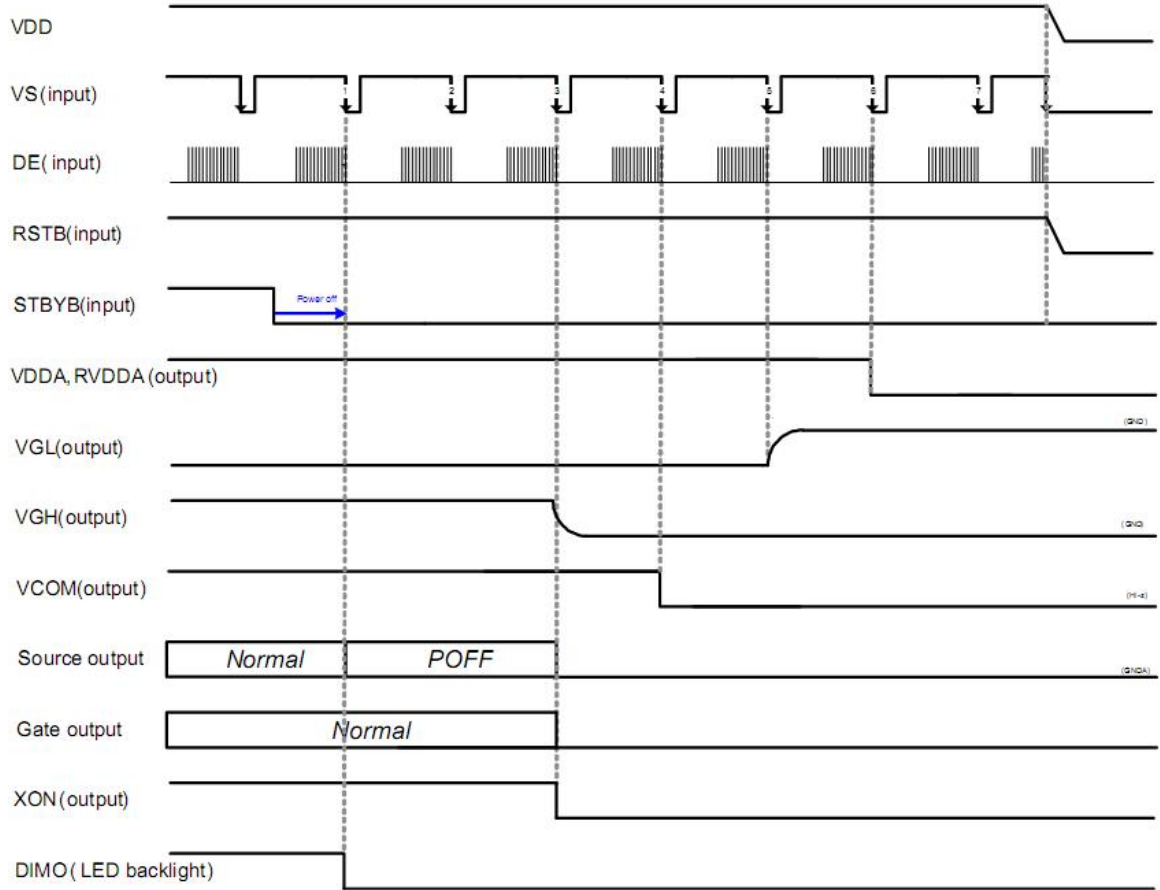 VDD
VS(input)
1 2 3 4 5 6 7
DE( input)
RSTB(input)
STBYB(input)
Power off
VDDA, RVDDA (output)
VGL(output)
(GND)
VGH(output)
(GND
VCOM(output)
(Hi-z)
Source output
Normal
POFF
(GNDA)
Gate output
Normal
XON(output)
DIMO( LED backlight)